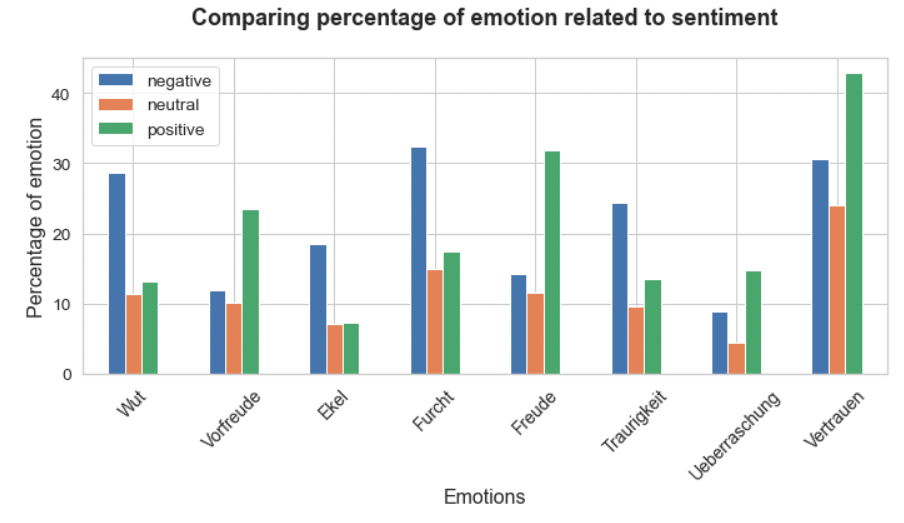 Comparing percentage of emotion related to sentiment
negative
neutral
positive
Percentage of emotion
40
30
20
10
0
Wut
Vorfreude
Ekel
Furcht
Freude
Traurigkeit
Ueberraschung
Vertrauen
Emotions